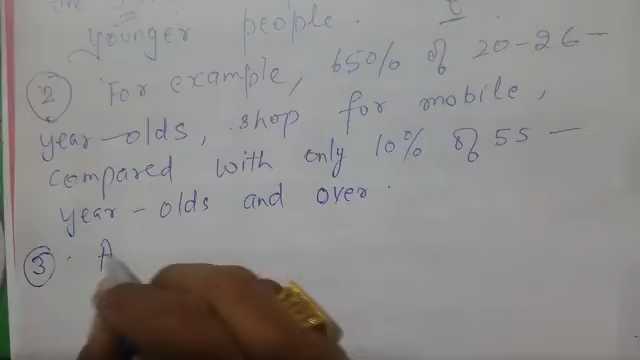 younger people.
② For example, 65% of 20-26-
year-olds, shop for mobile,
compared with only 10% of 55-
year-olds and over.
③. A